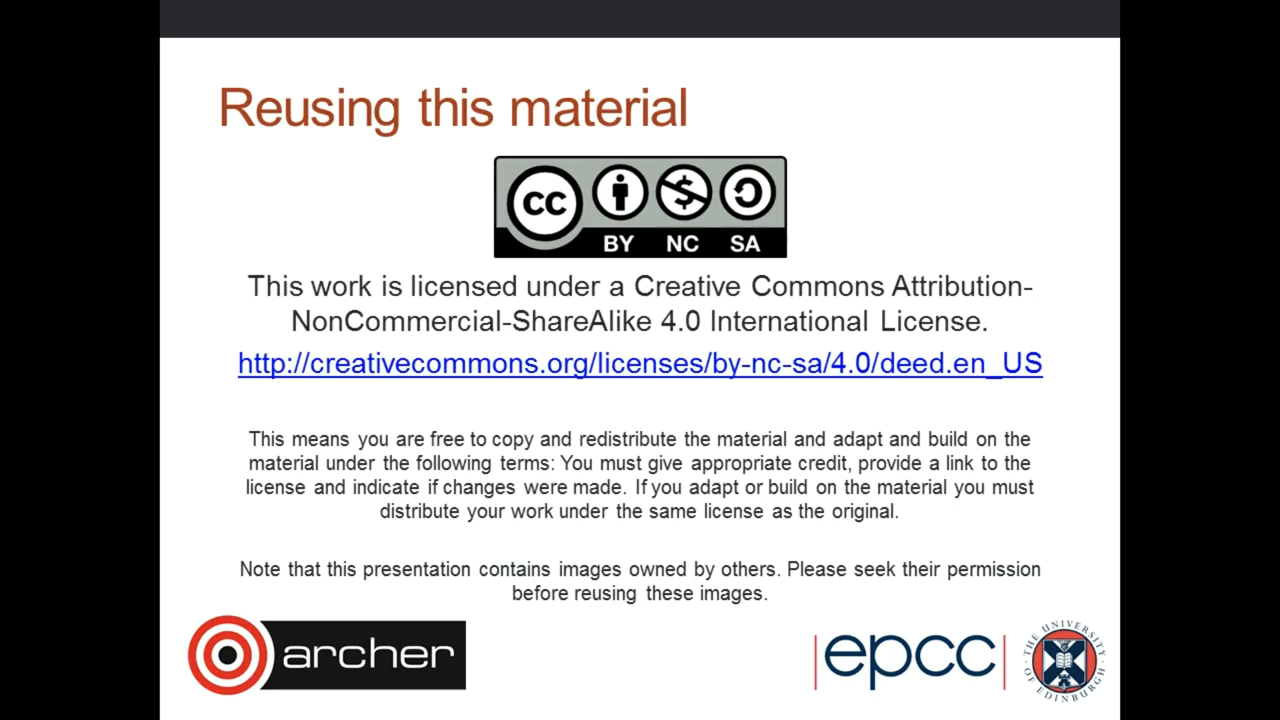 Reusing this material
CC
BY NC SA
This work is licensed under a Creative Commons Attribution-
NonCommercial-ShareAlike 4.0 International License.
http://creativecommons.org/licenses/by-nc-sa/4.0/deed.en_US
This means you are free to copy and redistribute the material and adapt and build on the
material under the following terms: You must give appropriate credit, provide a link to the
license and indicate if changes were made. If you adapt or build on the material you must
distribute your work under the same license as the original.
Note that this presentation contains images owned by others. Please seek their permission
before reusing these images.
archer
epcc
THE UNIVERSITY
OF EDINBURGH